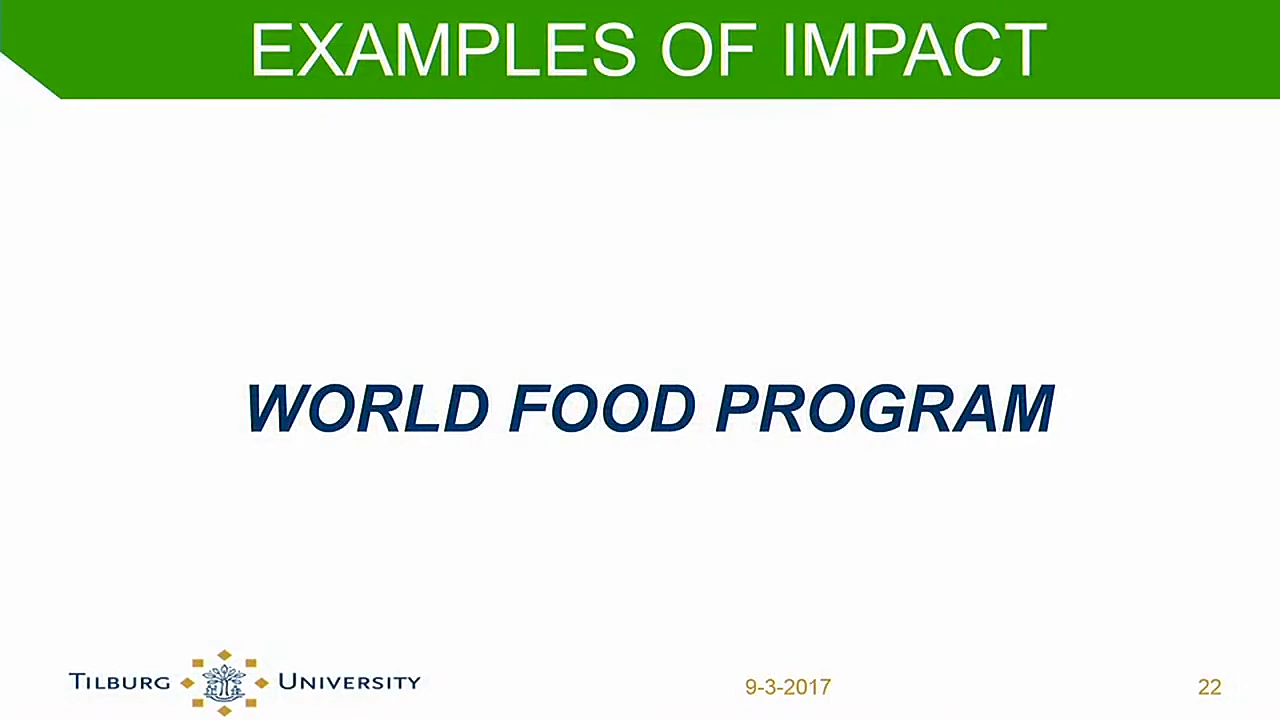 EXAMPLES OF IMPACT
WORLD FOOD PROGRAM
TILBURG UNIVERSITY
9-3-2017
22